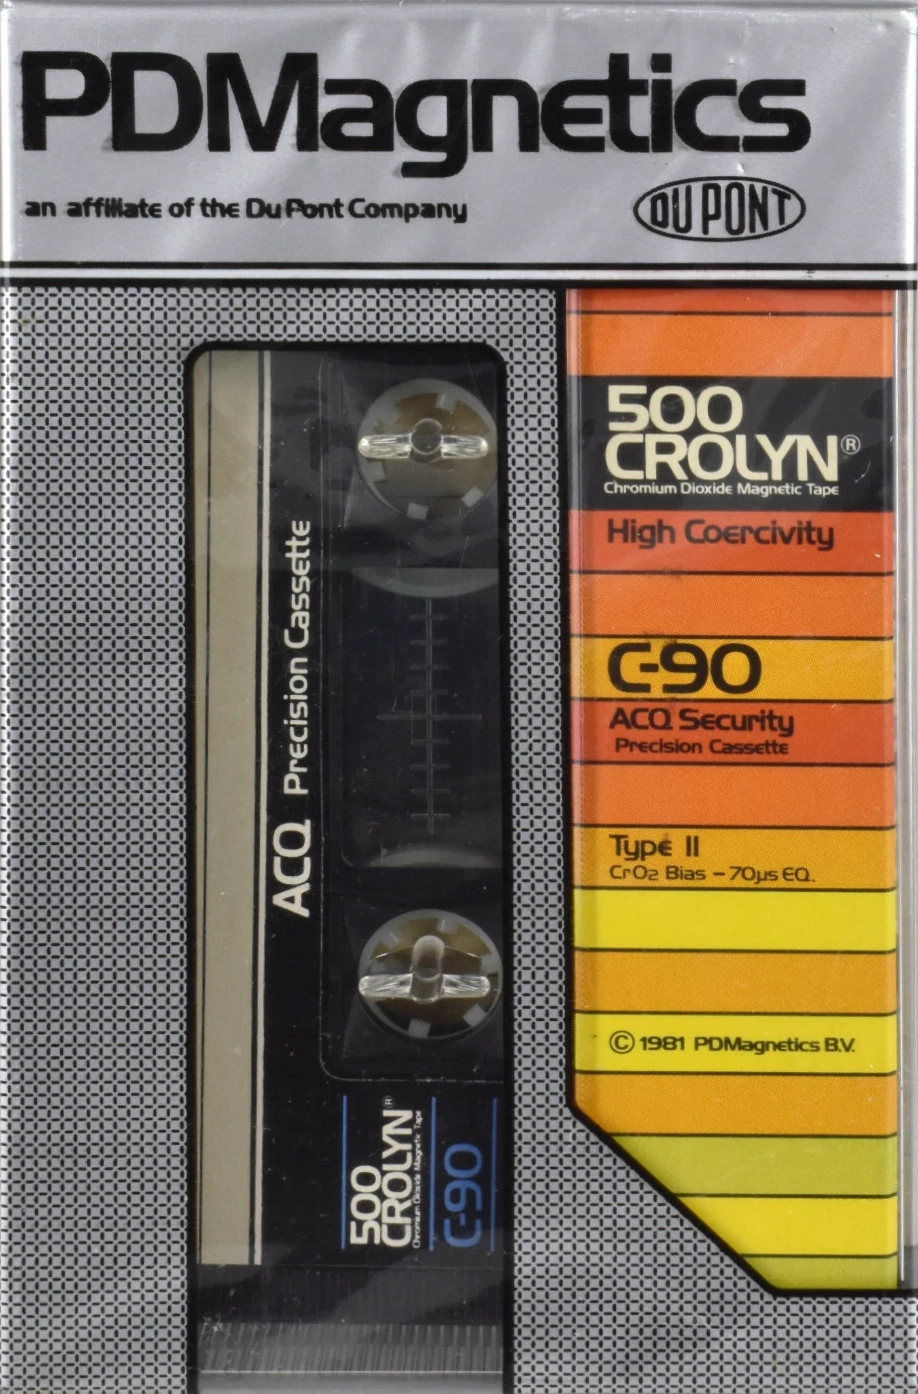 PDMagnetics
an affiliate of the Du Pont Company
DU PONT
500
CROLYN®
Chromium Dioxide Magnetic Tape
High Coercivity
C-90
ACQ Security
Precision Cassette
Type II
CrO₂ Bias – 70µs EQ.
© 1981 PDMagnetics B.V.
ACQ Precision Cassette
500
CROLYN®
Chromium Dioxide Magnetic Tape
C-90